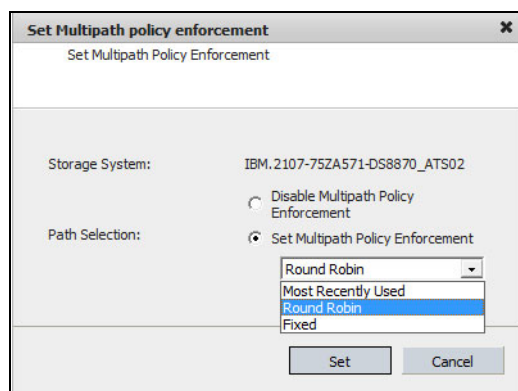 Set Multipath policy enforcement
Set Multipath Policy Enforcement
Storage System: IBM.2107-75ZA571-DS8870_ATS02
Disable Multipath Policy
Enforcement
Path Selection: Set Multipath Policy Enforcement
Round Robin
Most Recently Used
Round Robin
Fixed
Set Cancel